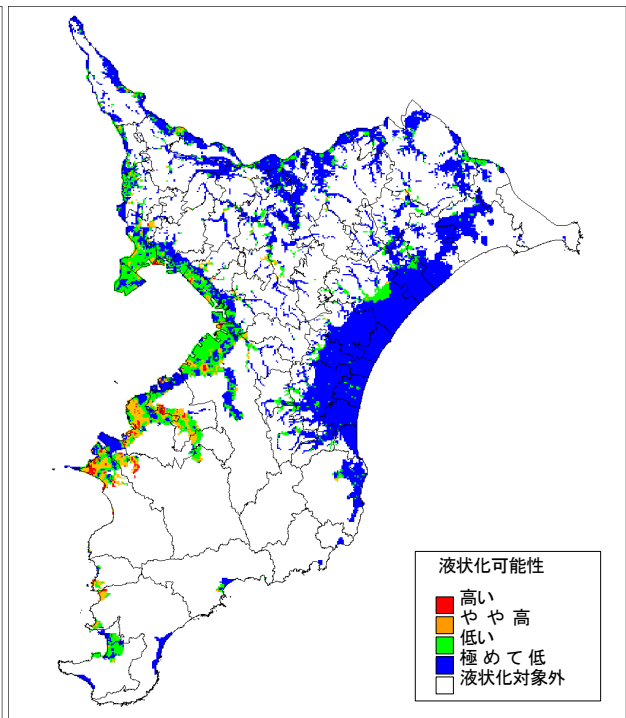 液状化可能性
高い
やや高
低い
極めて低
液状化対象外